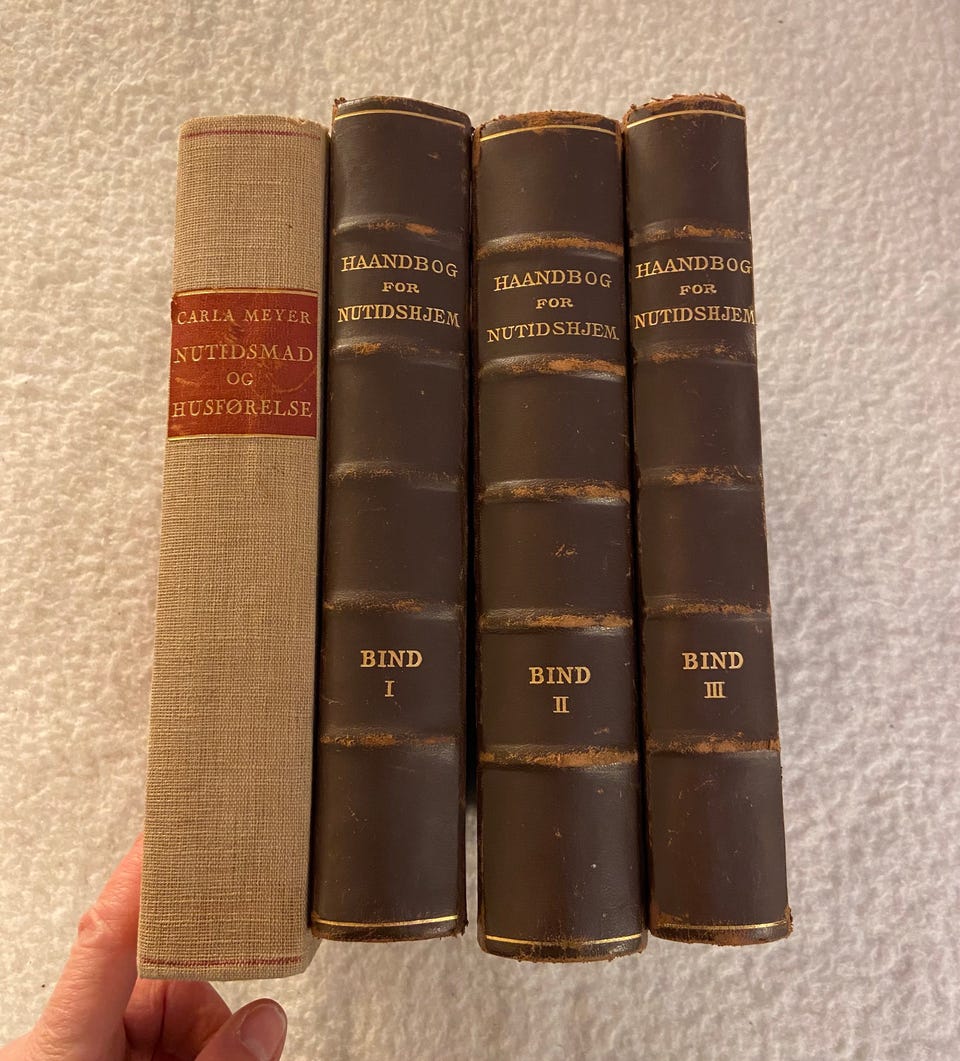 CARLA MEYER
NUTIDSMAD
OG
HUSFØRELSE
HAANDBOG
FOR
NUTIDSHJEM
BIND
I
HAANDBOG
FOR
NUTIDSHJEM
BIND
II
HAANDBOG
FOR
NUTIDSHJEM
BIND
III